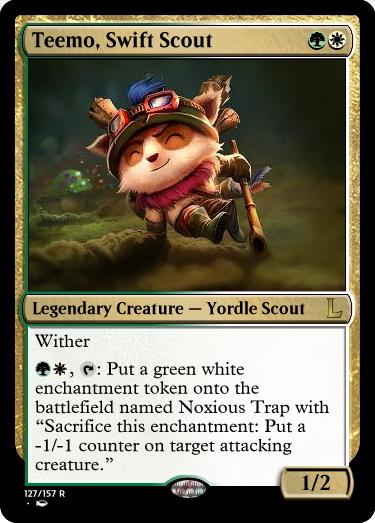 Teemo, Swift Scout
Legendary Creature — Yordle Scout
L
Wither
, : Put a green white
enchantment token onto the
battlefield named Noxious Trap with
“Sacrifice this enchantment: Put a
-1/-1 counter on target attacking
creature.”
1/2
127/157 R